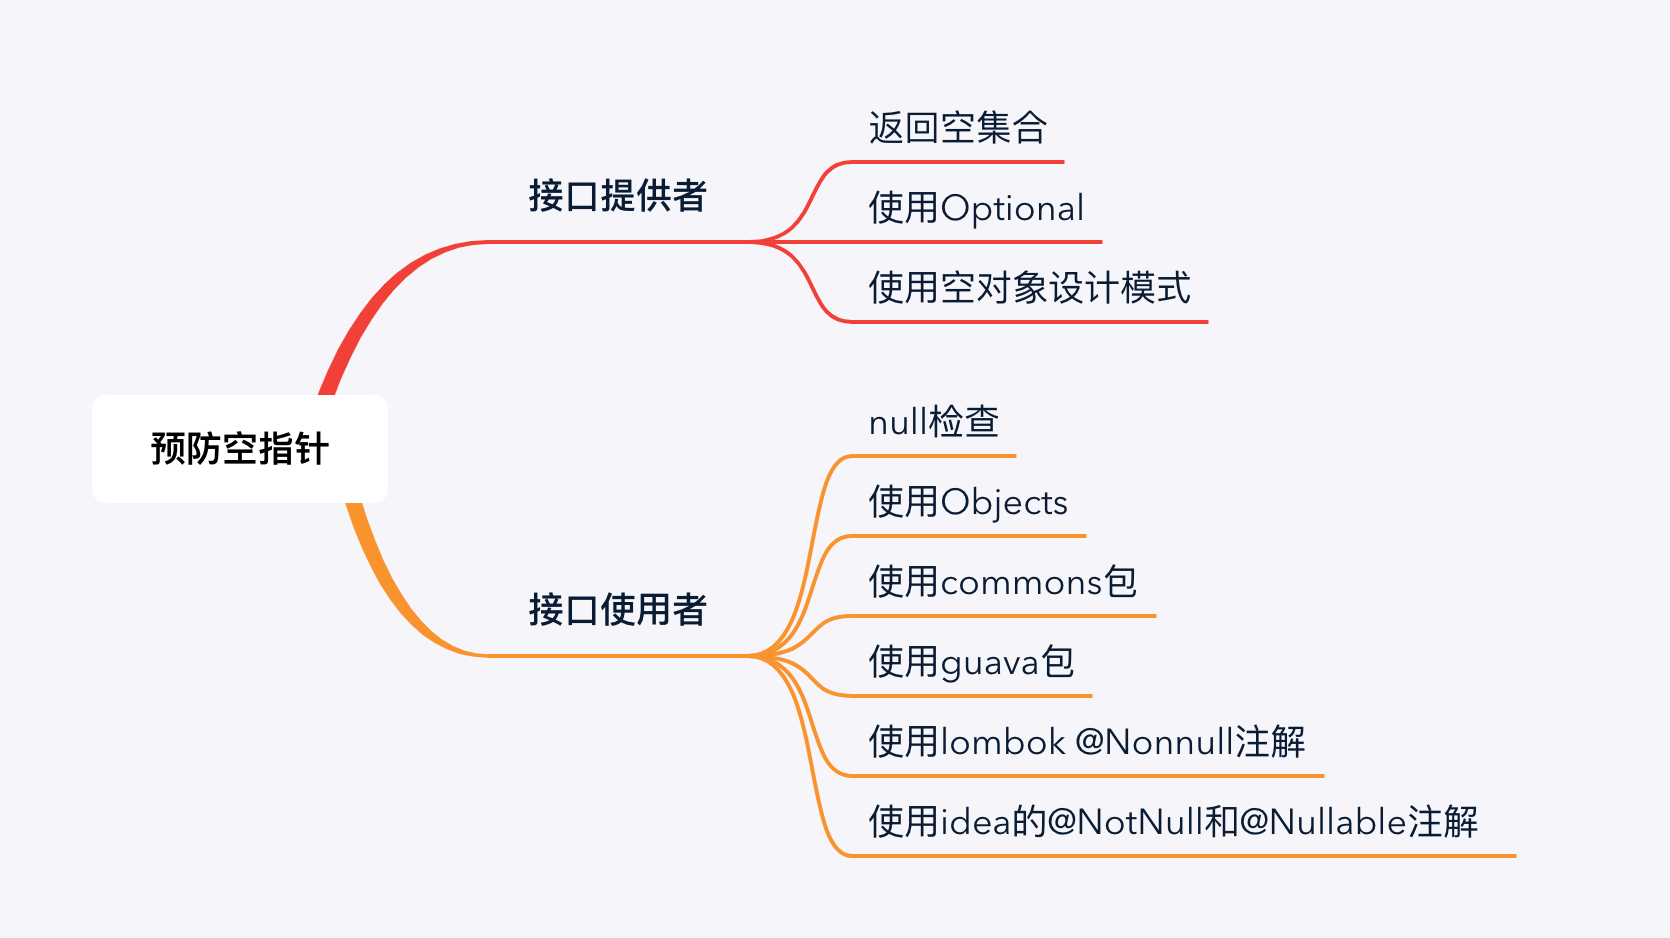 预防空指针
接口提供者
返回空集合
使用Optional
使用空对象设计模式
接口使用者
null检查
使用Objects
使用commons包
使用guava包
使用lombok @Nonnull注解
使用idea的@NotNull和@Nullable注解